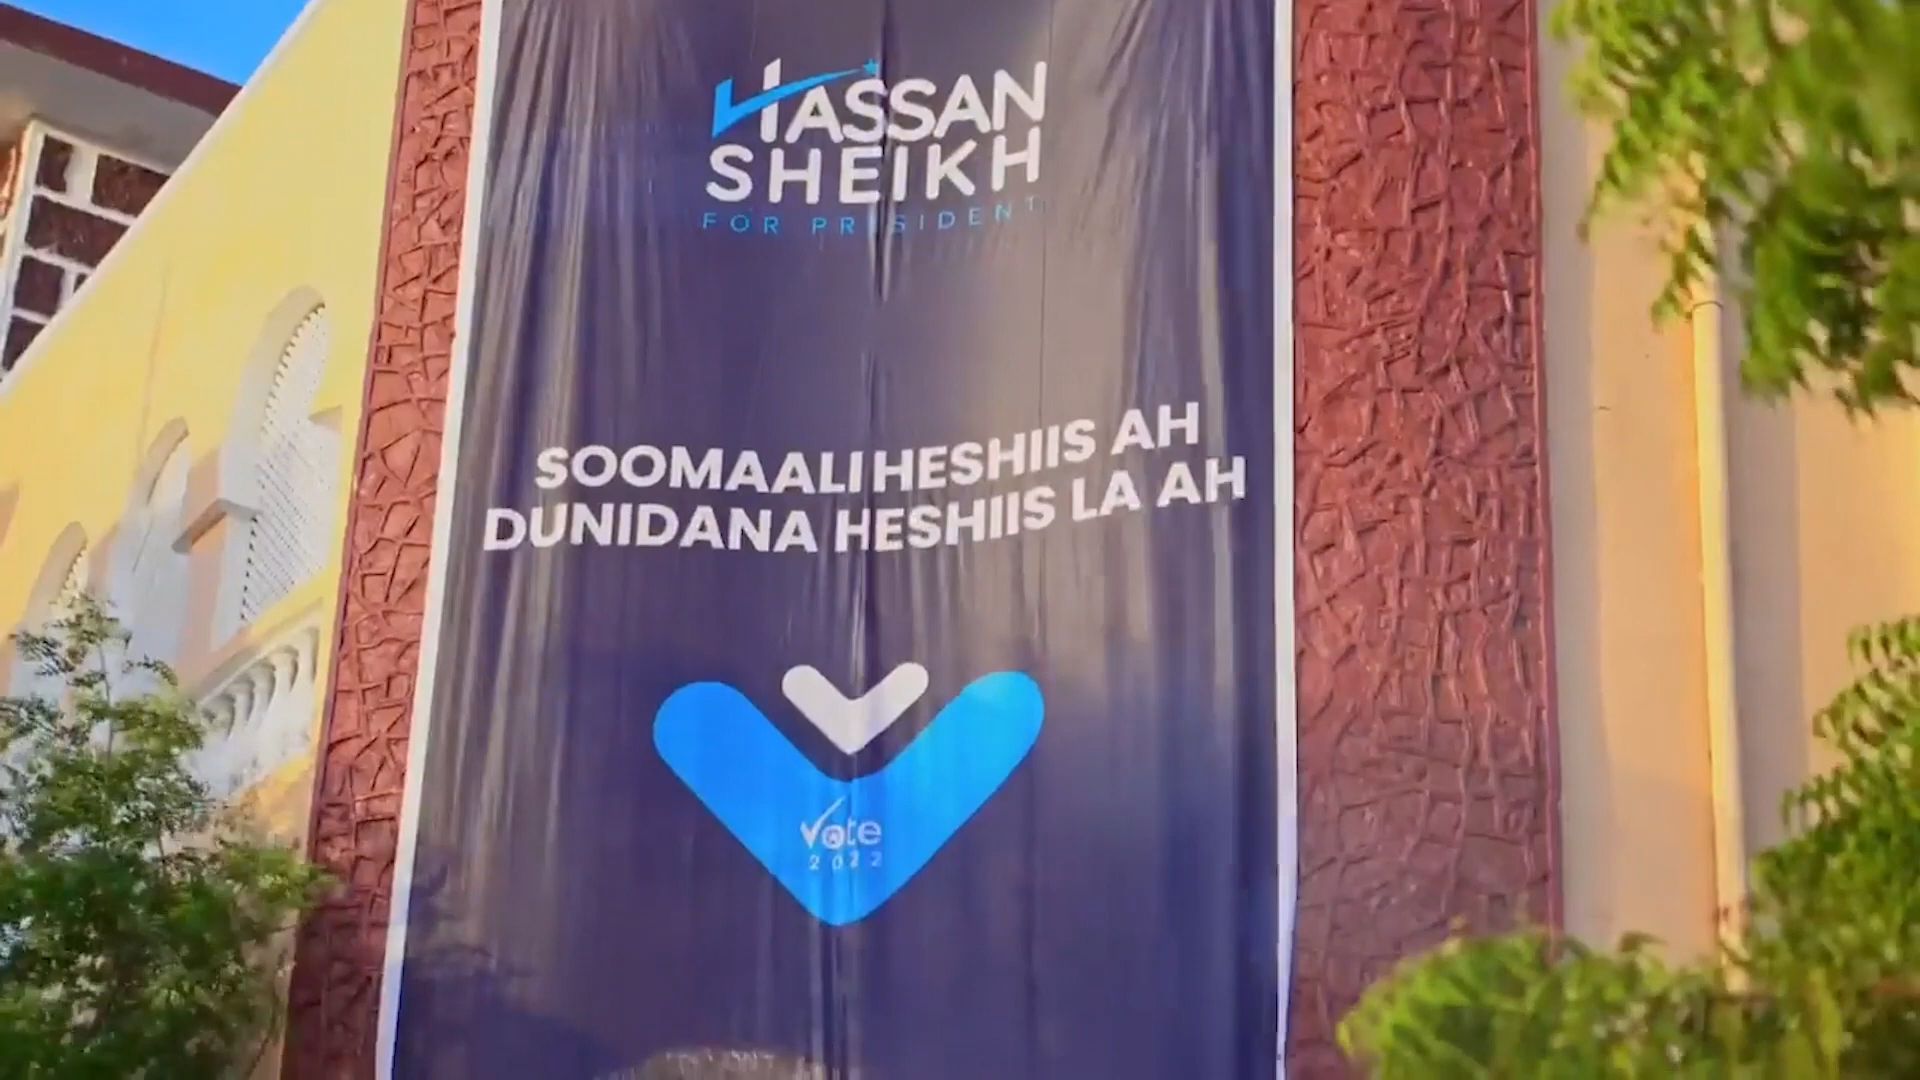 HASSAN
SHEIKH
FOR PRESIDENT
SOOMAALI HESHIIS AH
DUNIDANA HESHIIS LA AH
Vote
2022